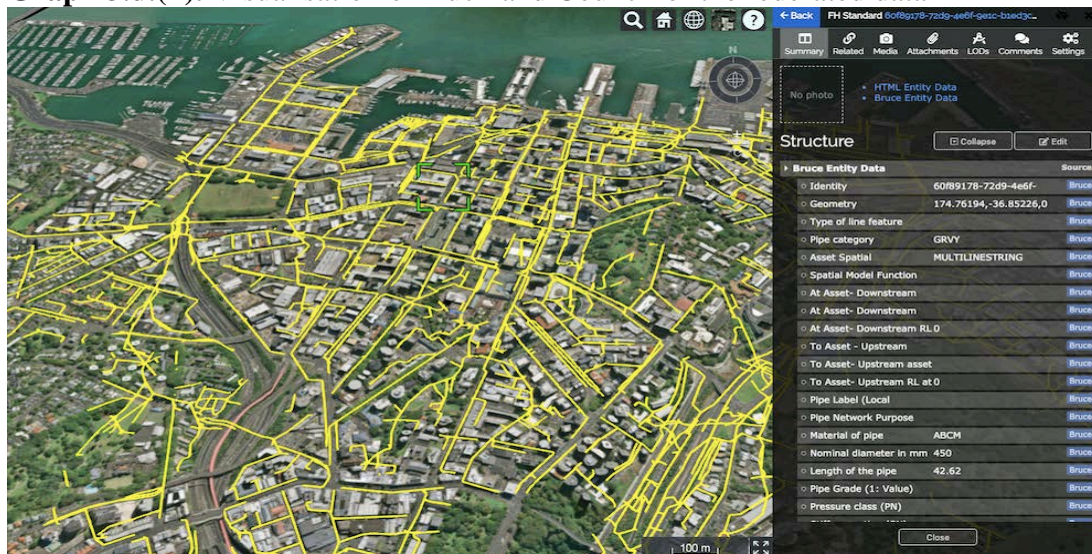 ← Back FH Standard 60f89178-72d9-4e6f-9e1c-b1ed3c...
Summary Related Media Attachments LODs Comments Settings
No photo
HTML Entity Data
Bruce Entity Data
N
Structure Collapse Edit
Bruce Entity Data Source
Identity 60f89178-72d9-4e6f- Bruce
Geometry 174.76194,-36.85226,0 Bruce
Type of line feature Bruce
Pipe category GRVY Bruce
Asset Spatial MULTILINESTRING Bruce
Spatial Model Function Bruce
At Asset- Downstream Bruce
At Asset- Downstream Bruce
At Asset- Downstream RL 0 Bruce
To Asset - Upstream Bruce
To Asset- Upstream asset Bruce
To Asset- Upstream RL at 0 Bruce
Pipe Label (Local Bruce
Pipe Network Purpose Bruce
Material of pipe ABCM Bruce
Nominal diameter in mm 450 Bruce
Length of the pipe 42.62 Bruce
Pipe Grade (1: Value) Bruce
Pressure class (PN) Bruce
Close
100 m